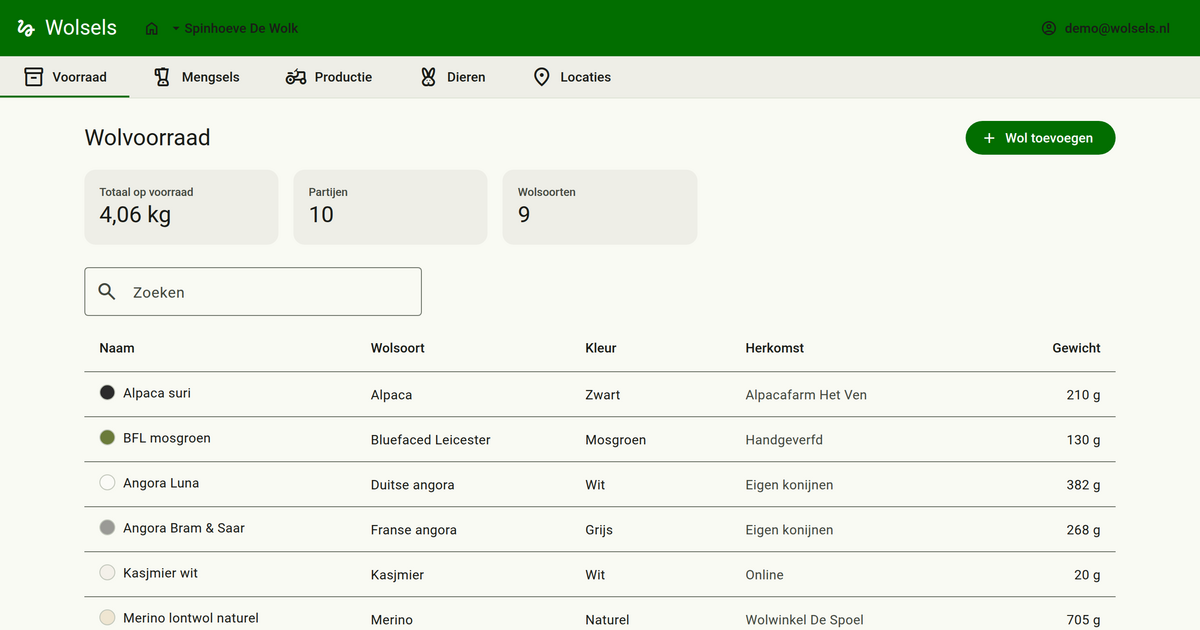 Wolsels
Spinhoeve De Wolk
demo@wolsels.nl
Voorraad
Mengsels
Productie
Dieren
Locaties
Wolvoorraad
+ Wol toevoegen
Totaal op voorraad
4,06 kg
Partijen
10
Wolsoorten
9
Zoeken
Naam Wolsoort Kleur Herkomst Gewicht
Alpaca suri Alpaca Zwart Alpacafarm Het Ven 210 g
BFL mosgroen Bluefaced Leicester Mosgroen Handgeverfd 130 g
Angora Luna Duitse angora Wit Eigen konijnen 382 g
Angora Bram & Saar Franse angora Grijs Eigen konijnen 268 g
Kasjmier wit Kasjmier Wit Online 20 g
Merino lontwol naturel Merino Naturel Wolwinkel De Spoel 705 g